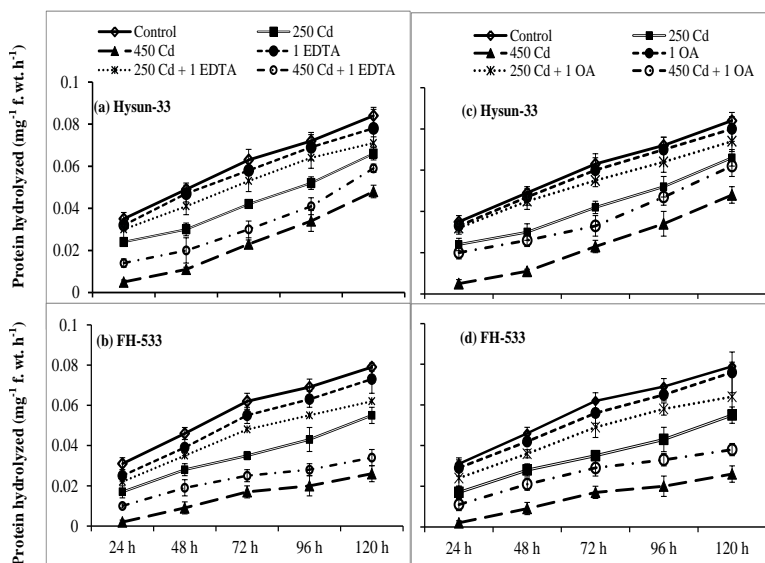 Control 250 Cd
450 Cd 1 EDTA
250 Cd + 1 EDTA 450 Cd + 1 EDTA
Control 250 Cd
450 Cd 1 OA
250 Cd + 1 OA 450 Cd + 1 OA
Protein hydrolyzed (mg⁻¹ f. wt. h⁻¹)
0.1
0.08
0.06
0.04
0.02
0
(a) Hysun-33
(c) Hysun-33
Protein hydrolyzed (mg⁻¹ f. wt. h⁻¹)
0.1
0.08
0.06
0.04
0.02
0
(b) FH-533
(d) FH-533
24 h 48 h 72 h 96 h 120 h
24 h 48 h 72 h 96 h 120 h